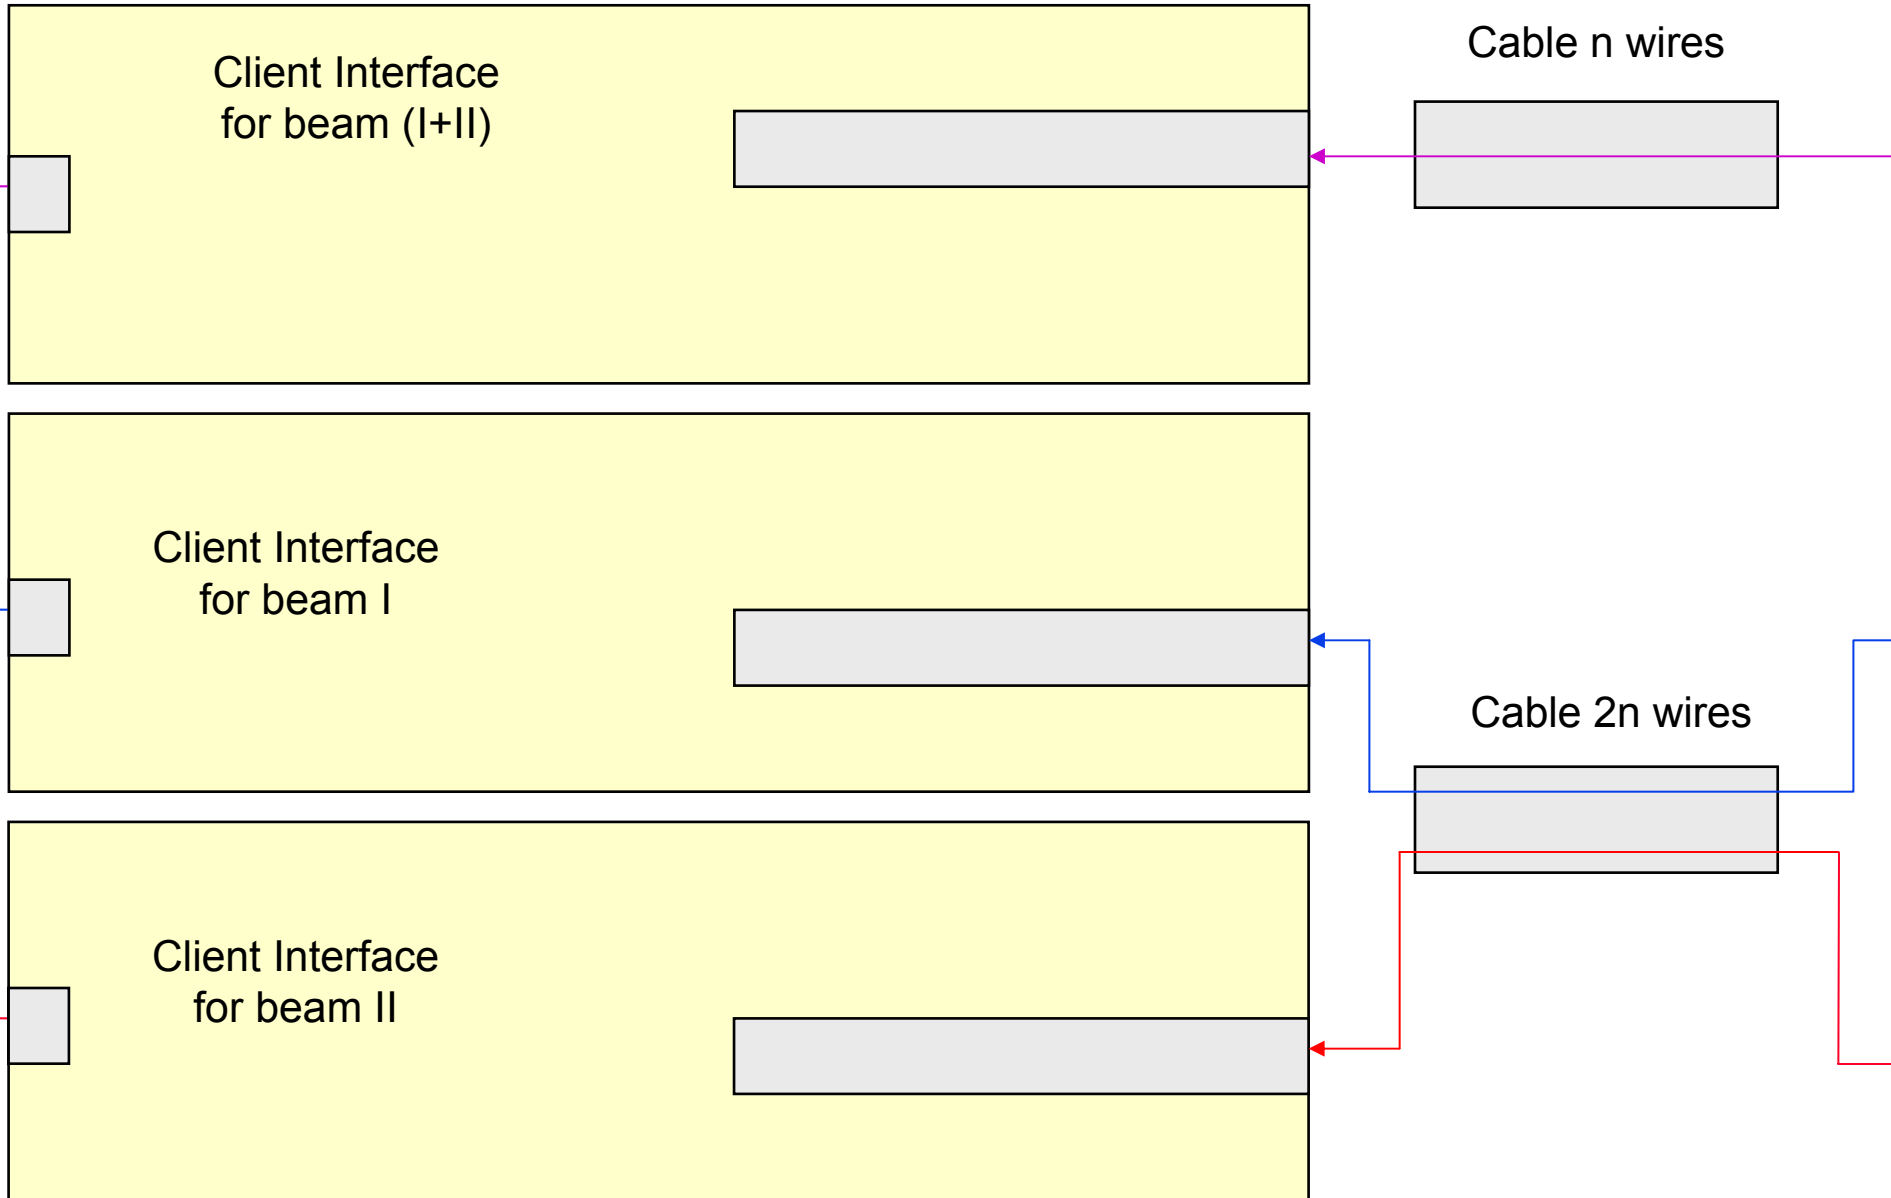 Client Interface
for beam (I+II)
Cable n wires
Client Interface
for beam I
Cable 2n wires
Client Interface
for beam II